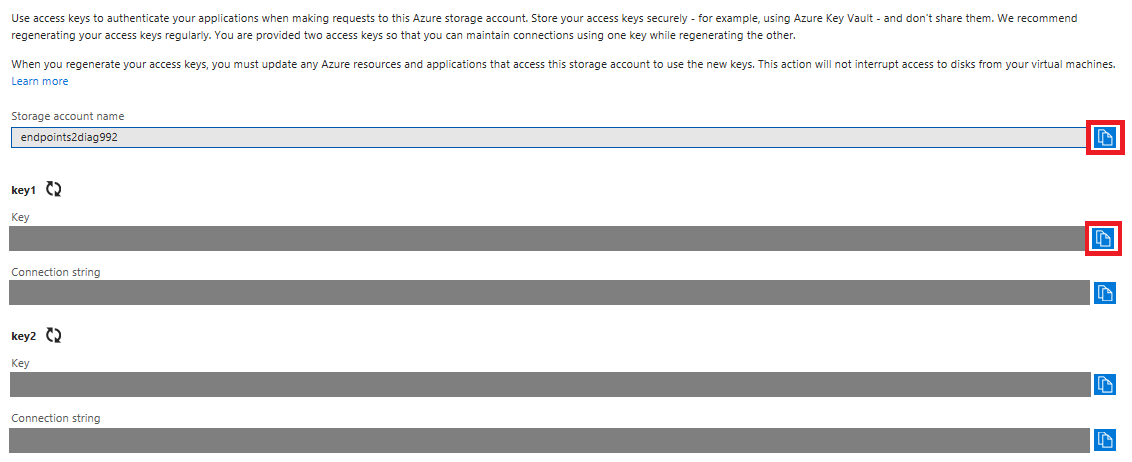 Use access keys to authenticate your applications when making requests to this Azure storage account. Store your access keys securely - for example, using Azure Key Vault - and don't share them. We recommend
regenerating your access keys regularly. You are provided two access keys so that you can maintain connections using one key while regenerating the other.
When you regenerate your access keys, you must update any Azure resources and applications that access this storage account to use the new keys. This action will not interrupt access to disks from your virtual machines.
Learn more
Storage account name
endpoints2diag992
key1
Key
Connection string
key2
Key
Connection string